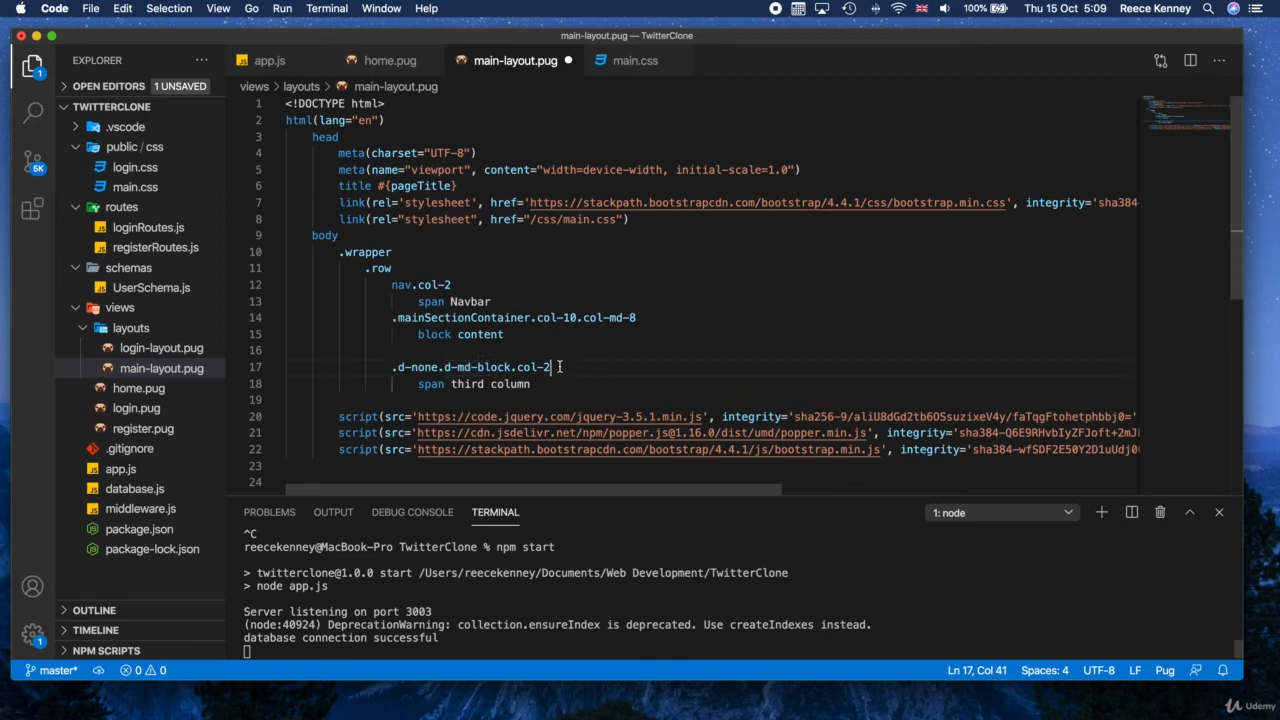 Code File Edit Selection View Go Run Terminal Window Help 100% Thu 15 Oct 5:09 Reece Kenney
main-layout.pug — TwitterClone
EXPLORER
app.js home.pug main-layout.pug main.css
OPEN EDITORS 1 UNSAVED
views layouts main-layout.pug
TWITTERCLONE
.vscode
public / css
login.css
main.css
routes
loginRoutes.js
registerRoutes.js
schemas
UserSchema.js
views
layouts
login-layout.pug
main-layout.pug
home.pug
login.pug
register.pug
.gitignore
app.js
database.js
middleware.js
package.json
package-lock.json
OUTLINE
TIMELINE
NPM SCRIPTS
1 <!DOCTYPE html>
2 html(lang="en")
3 head
4 meta(charset="UTF-8")
5 meta(name="viewport", content="width=device-width, initial-scale=1.0")
6 title #{pageTitle}
7 link(rel='stylesheet', href='https://stackpath.bootstrapcdn.com/bootstrap/4.4.1/css/bootstrap.min.css', integrity='sha384-
8 link(rel="stylesheet", href="/css/main.css")
9 body
10 .wrapper
11 .row
12 nav.col-2
13 span Navbar
14 .mainSectionContainer.col-10.col-md-8
15 block content
16
17 .d-none.d-md-block.col-2
18 span third column
19
20 script(src='https://code.jquery.com/jquery-3.5.1.min.js', integrity='sha256-9/aliU8dGd2tb6OSsuzixeV4y/faTqgFtohetphbbj0='
21 script(src='https://cdn.jsdelivr.net/npm/popper.js@1.16.0/dist/umd/popper.min.js', integrity='sha384-Q6E9RHvbIyZFJoft+2mJ
22 script(src='https://stackpath.bootstrapcdn.com/bootstrap/4.4.1/js/bootstrap.min.js', integrity='sha384-wfSDF2E50Y2D1uUdj0
23
24
PROBLEMS OUTPUT DEBUG CONSOLE TERMINAL 1: node
^C
reecekenney@MacBook-Pro TwitterClone % npm start
> twitterclone@1.0.0 start /Users/reecekenney/Documents/Web Development/TwitterClone
> node app.js
Server listening on port 3003
(node:40924) DeprecationWarning: collection.ensureIndex is deprecated. Use createIndexes instead.
database connection successful
master* 0 0 Ln 17, Col 41 Spaces: 4 UTF-8 LF Pug
Udemy